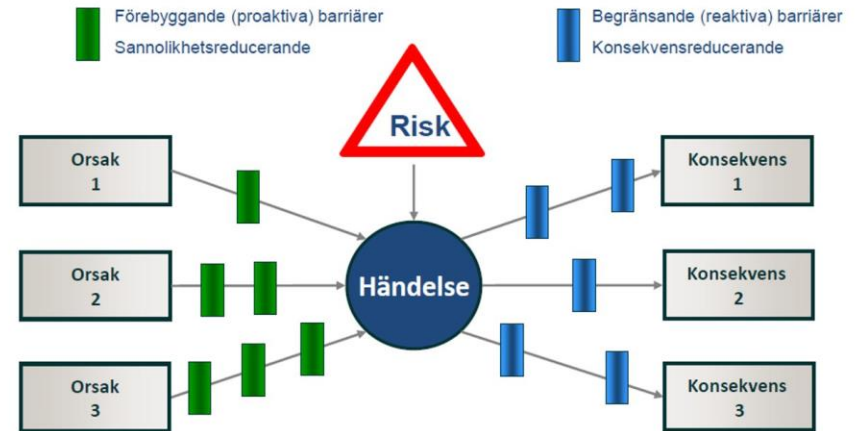 Förebyggande (proaktiva) barriärer
Sannolikhetsreducerande
Begränsande (reaktiva) barriärer
Konsekvensreducerande
Risk
Orsak
1
Konsekvens
1
Orsak
2
Händelse
Konsekvens
2
Orsak
3
Konsekvens
3